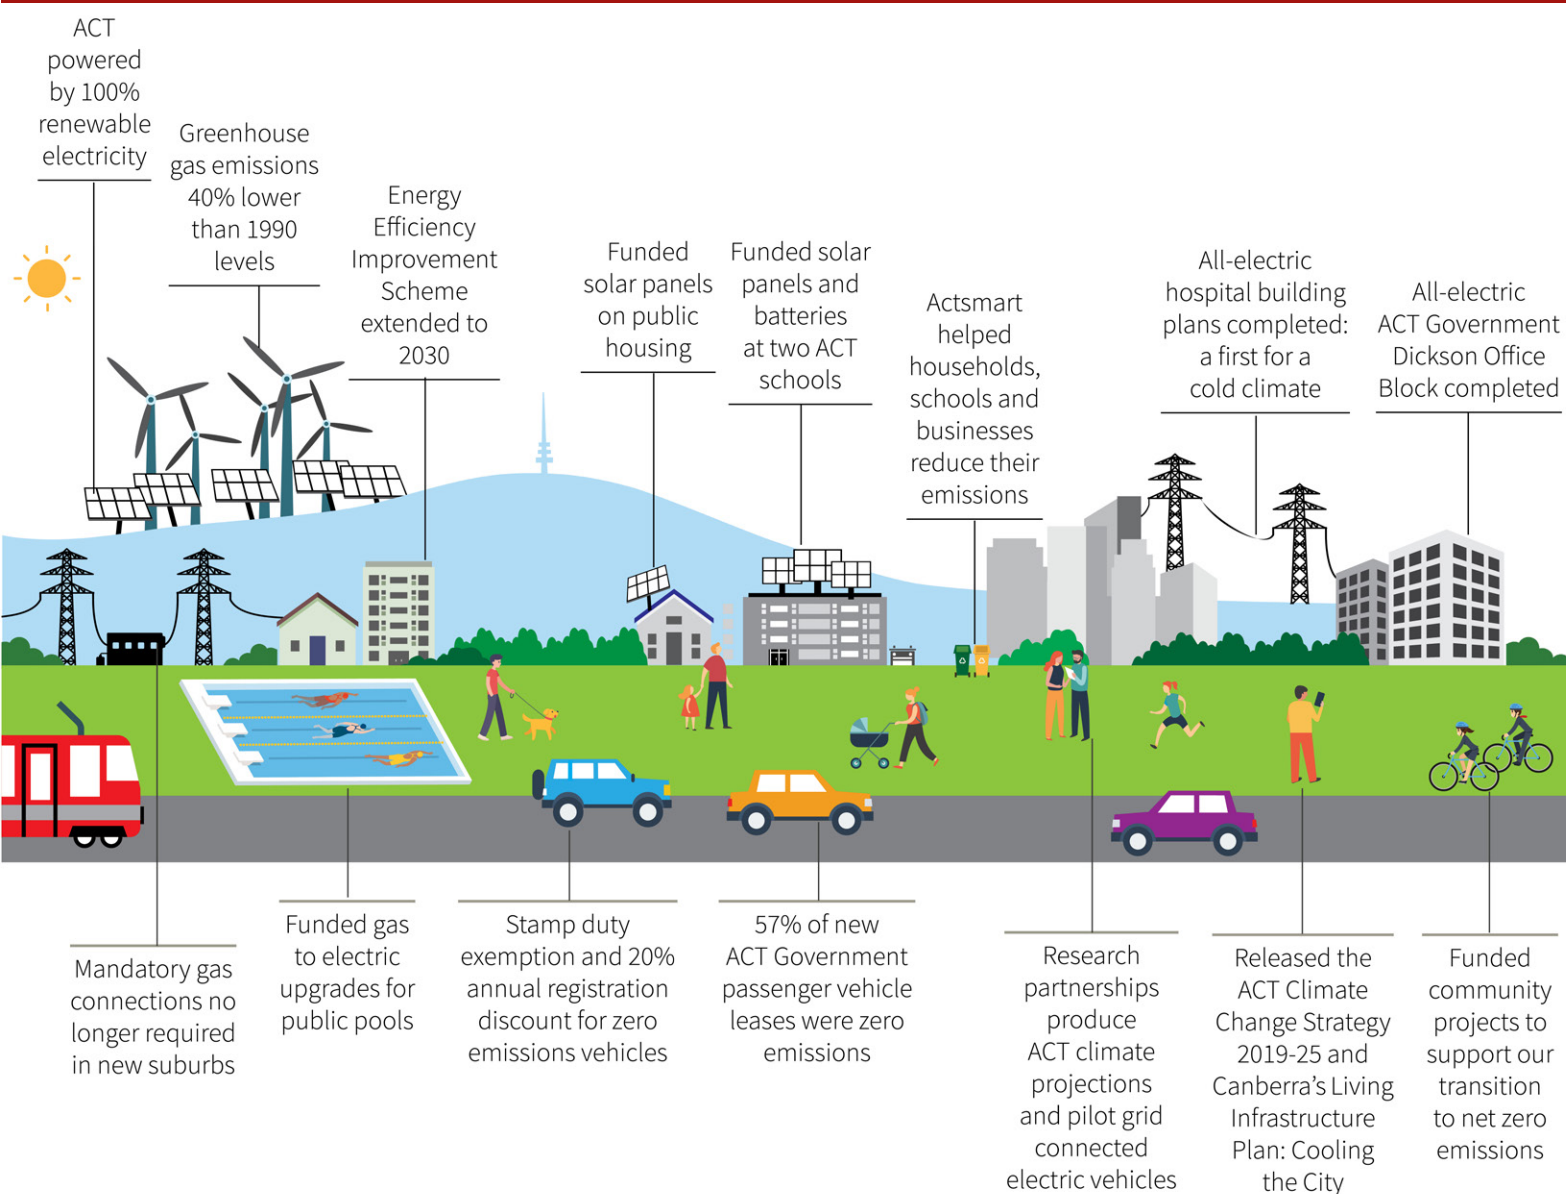 ACT
powered
by 100%
renewable
electricity
Greenhouse
gas emissions
40% lower
than 1990
levels
Energy
Efficiency
Improvement
Scheme
extended to
2030
Funded
solar panels
on public
housing
Funded solar
panels and
batteries
at two ACT
schools
Actsmart
helped
households,
schools and
businesses
reduce their
emissions
All-electric
hospital building
plans completed:
a first for a
cold climate
All-electric
ACT Government
Dickson Office
Block completed
Mandatory gas
connections no
longer required
in new suburbs
Funded gas
to electric
upgrades for
public pools
Stamp duty
exemption and 20%
annual registration
discount for zero
emissions vehicles
57% of new
ACT Government
passenger vehicle
leases were zero
emissions
Research
partnerships
produce
ACT climate
projections
and pilot grid
connected
electric vehicles
Released the
ACT Climate
Change Strategy
2019-25 and
Canberra’s Living
Infrastructure
Plan: Cooling
the City
Funded
community
projects to
support our
transition
to net zero
emissions